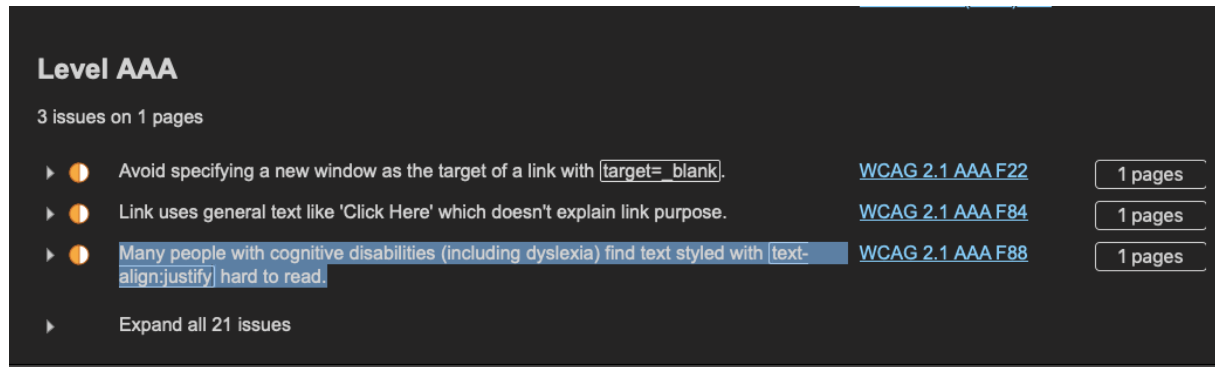 Level AAA
3 issues on 1 pages
Avoid specifying a new window as the target of a link with target=_blank. WCAG 2.1 AAA F22 1 pages
Link uses general text like 'Click Here' which doesn't explain link purpose. WCAG 2.1 AAA F84 1 pages
Many people with cognitive disabilities (including dyslexia) find text styled with text- WCAG 2.1 AAA F88 1 pages
align:justify hard to read.
Expand all 21 issues